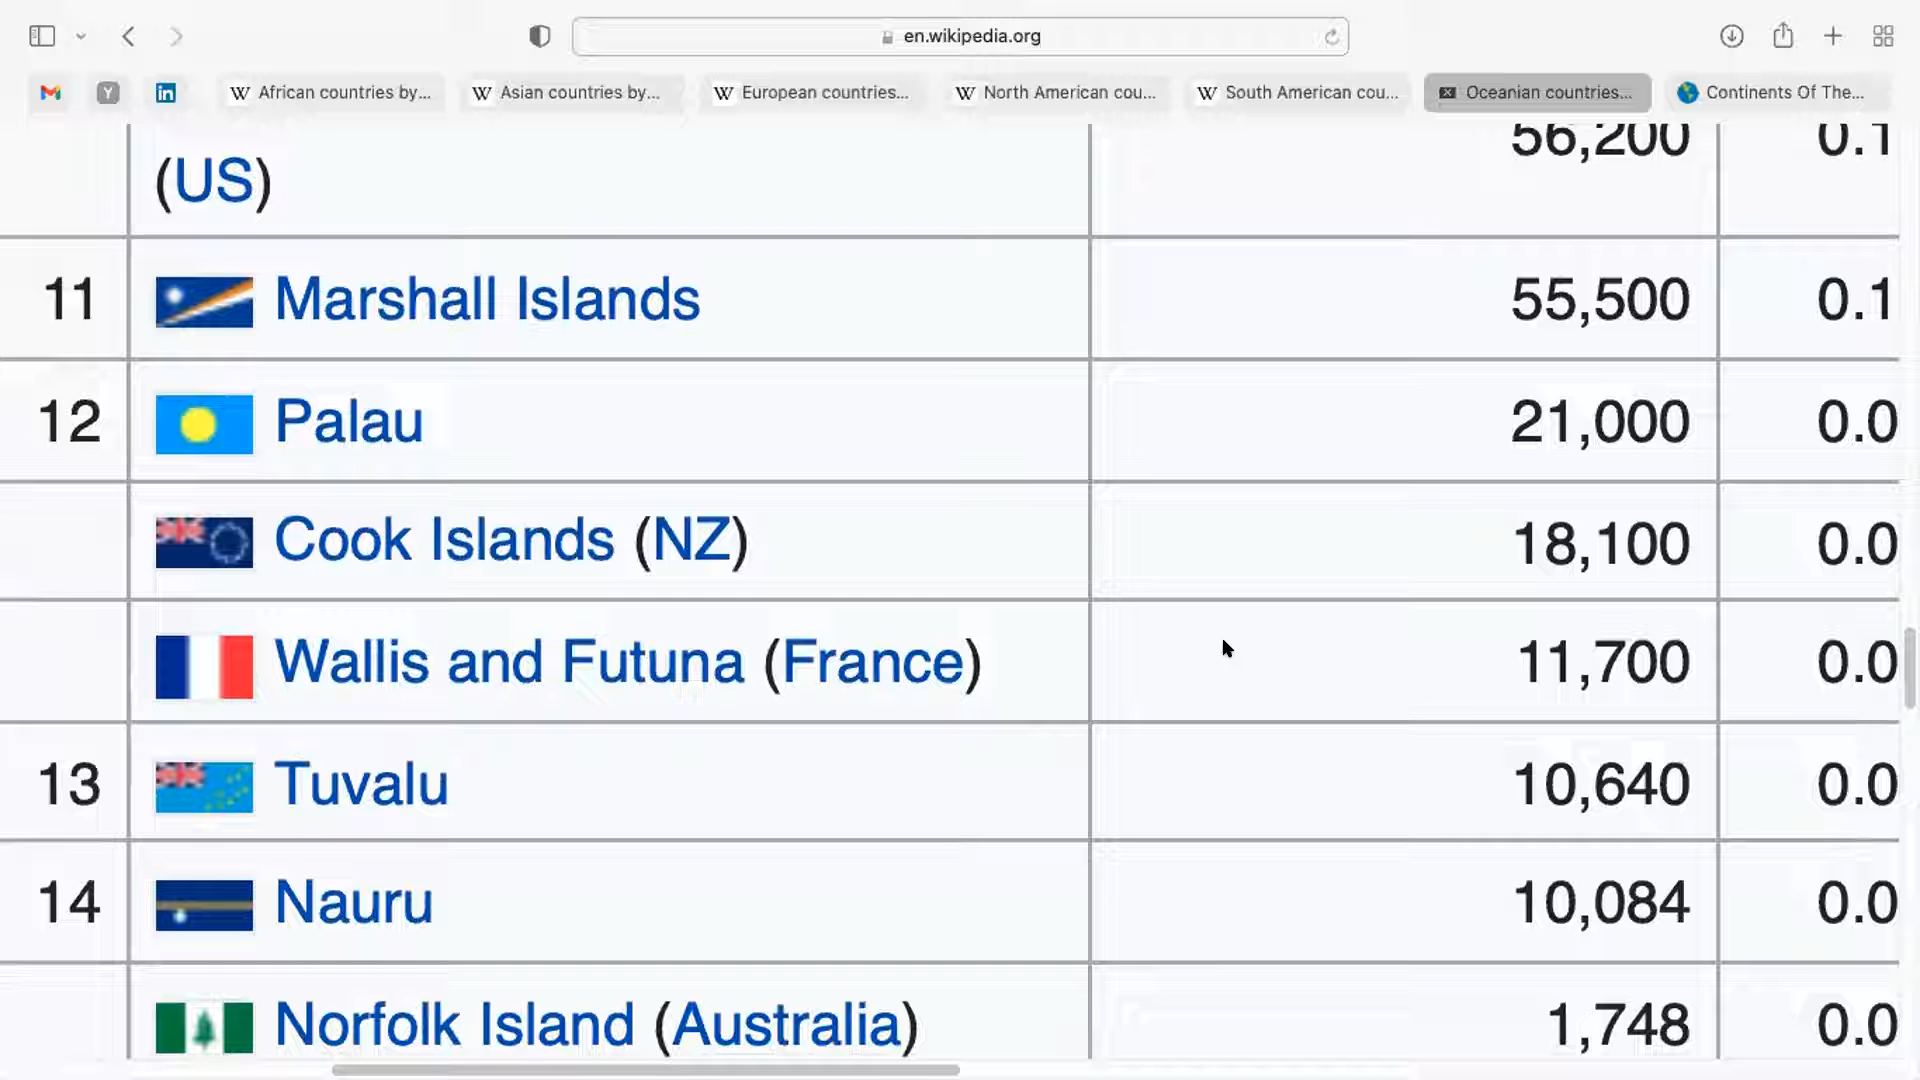 en.wikipedia.org
African countries by...
Asian countries by...
European countries...
North American cou...
South American cou...
Oceanian countries...
Continents Of The...
56,200 0.1
(US)
11 Marshall Islands 55,500 0.1
12 Palau 21,000 0.0
Cook Islands (NZ) 18,100 0.0
Wallis and Futuna (France) 11,700 0.0
13 Tuvalu 10,640 0.0
14 Nauru 10,084 0.0
Norfolk Island (Australia) 1,748 0.0